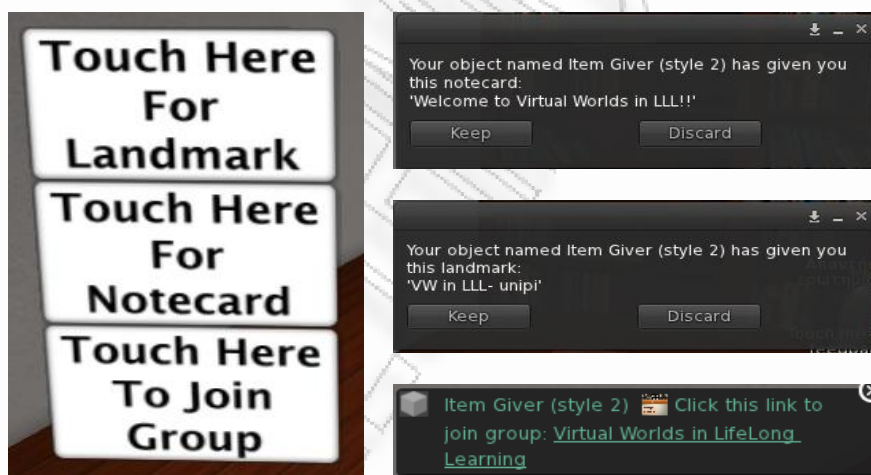 Touch Here
For
Landmark
Touch Here
For
Notecard
Touch Here
To Join
Group
Your object named Item Giver (style 2) has given you
this notecard:
'Welcome to Virtual Worlds in LLL!!'
Keep Discard
Your object named Item Giver (style 2) has given you
this landmark:
'VW in LLL- unipi'
Keep Discard
Item Giver (style 2) Click this link to
join group: Virtual Worlds in LifeLong
Learning